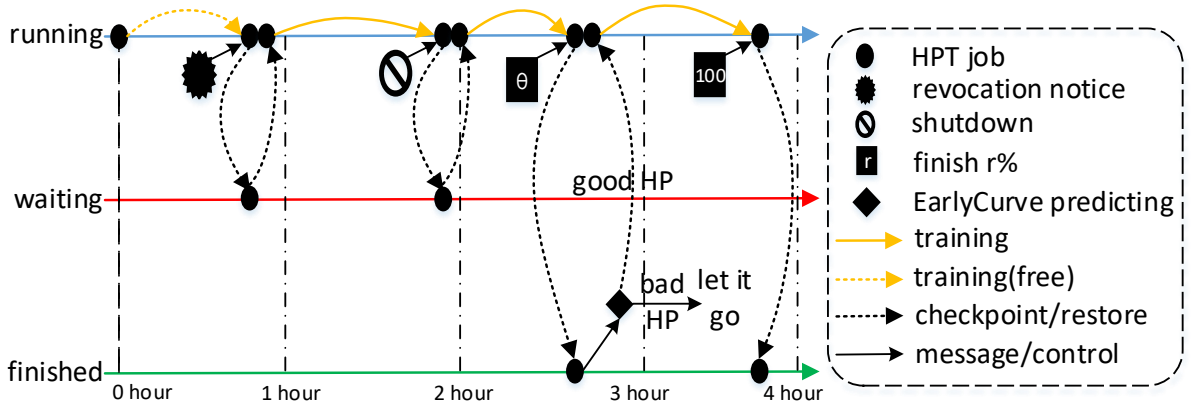 running
waiting
finished
θ
100
good HP
bad
HP
let it
go
0 hour
1 hour
2 hour
3 hour
4 hour
HPT job
revocation notice
shutdown
r
finish r%
EarlyCurve predicting
training
training(free)
checkpoint/restore
message/control